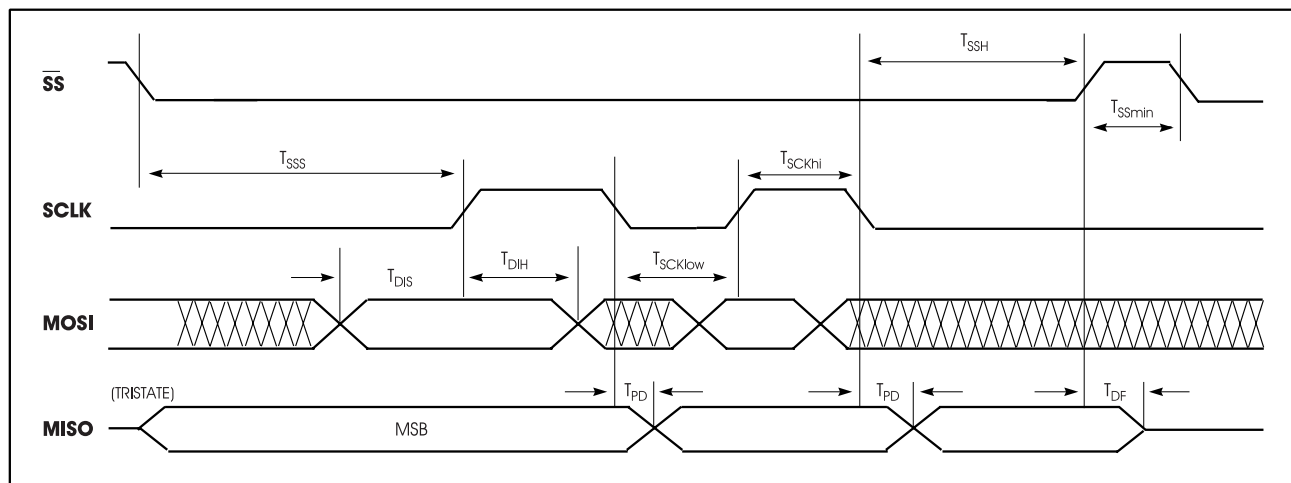 T_SSH
SS
T_SSmin
T_SSS
T_SCKhi
SCLK
T_DIH
T_SCKlow
T_DIS
MOSI
(TRISTATE)
T_PD
T_PD
T_DF
MISO
MSB